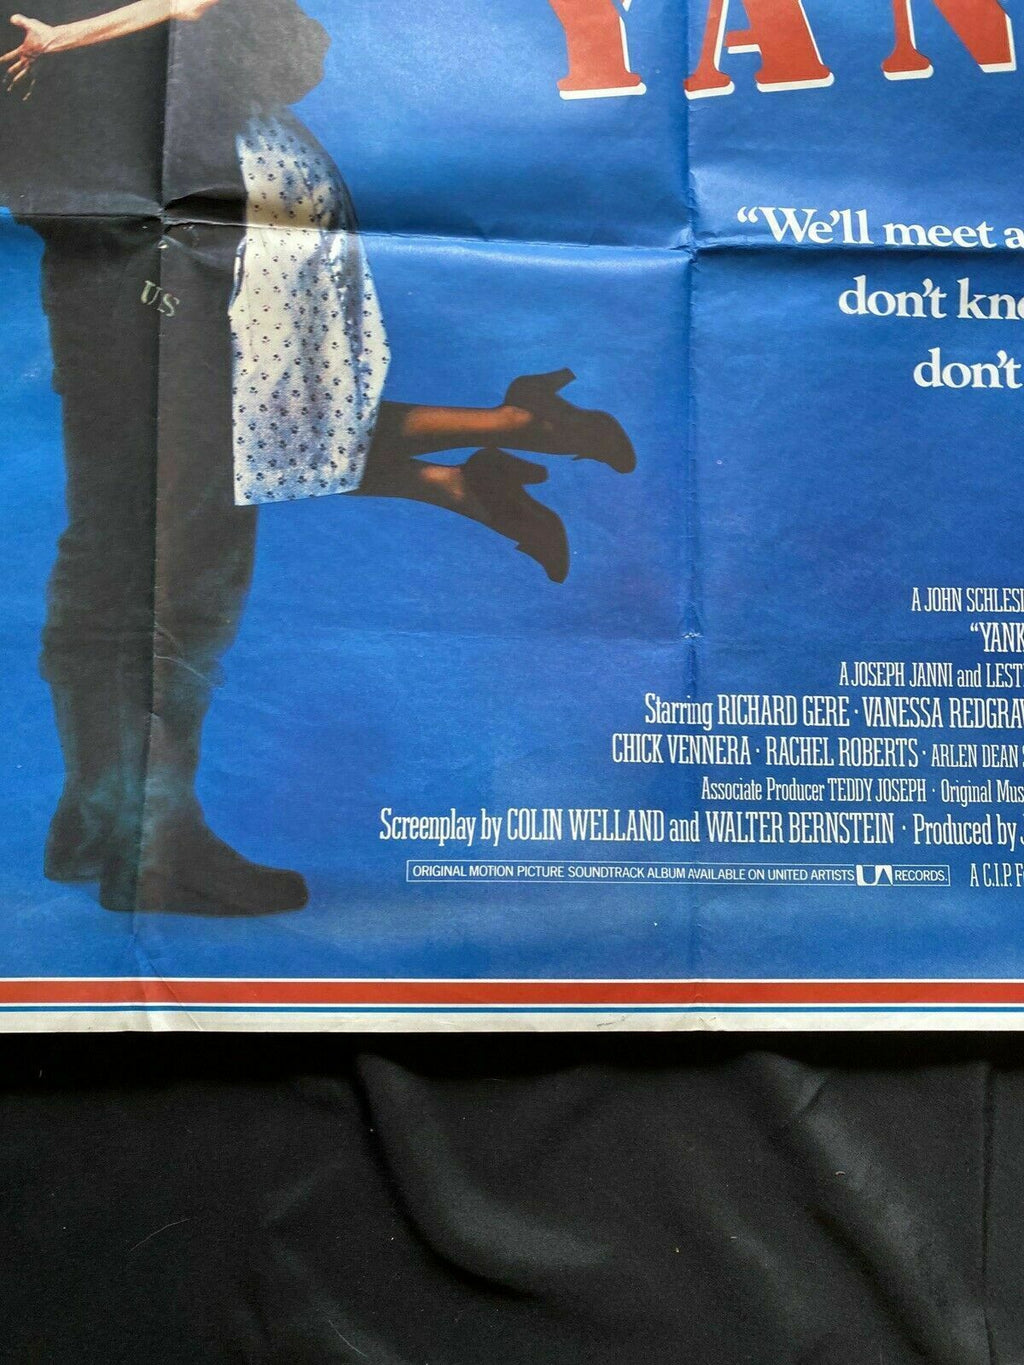 YAN
"We'll meet a
don't kno
don't
US
A JOHN SCHLESI
"YANK
A JOSEPH JANNI and LEST
Starring RICHARD GERE · VANESSA REDGRAV
CHICK VENNERA · RACHEL ROBERTS · ARLEN DEAN S
Associate Producer TEDDY JOSEPH · Original Mus
Screenplay by COLIN WELLAND and WALTER BERNSTEIN · Produced by J
ORIGINAL MOTION PICTURE SOUNDTRACK ALBUM AVAILABLE ON UNITED ARTISTS UA RECORDS.
A C.I.P. F